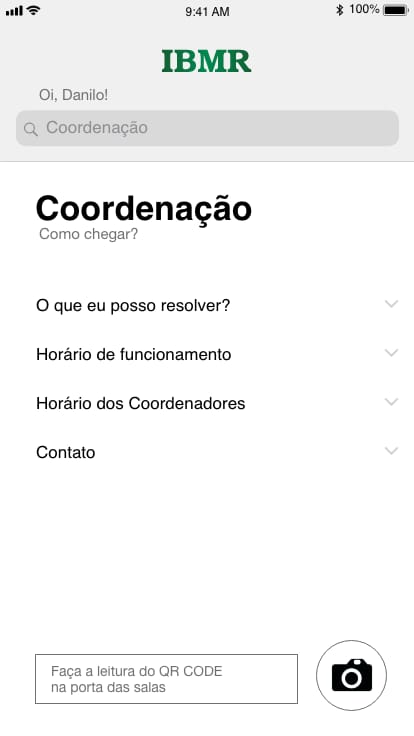 9:41 AM
100%
IBMR
Oi, Danilo!
Coordenação
Coordenação
Como chegar?
O que eu posso resolver?
Horário de funcionamento
Horário dos Coordenadores
Contato
Faça a leitura do QR CODE
na porta das salas